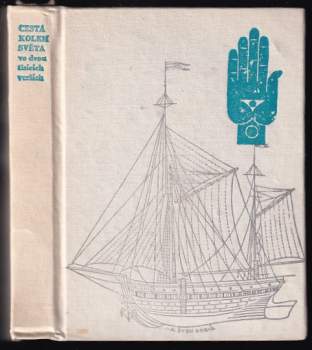 CESTA
KOLEM
SVĚTA
ve dvou
tisících
verších